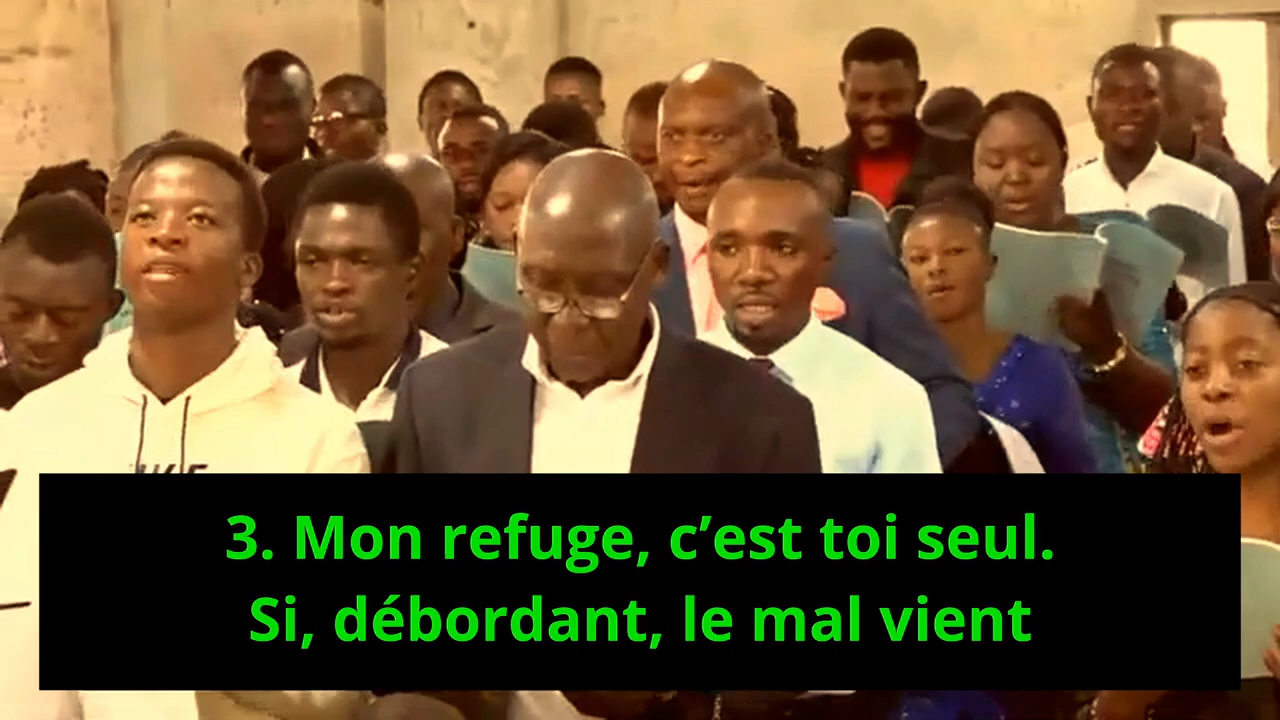 3. Mon refuge, c’est toi seul.
Si, débordant, le mal vient